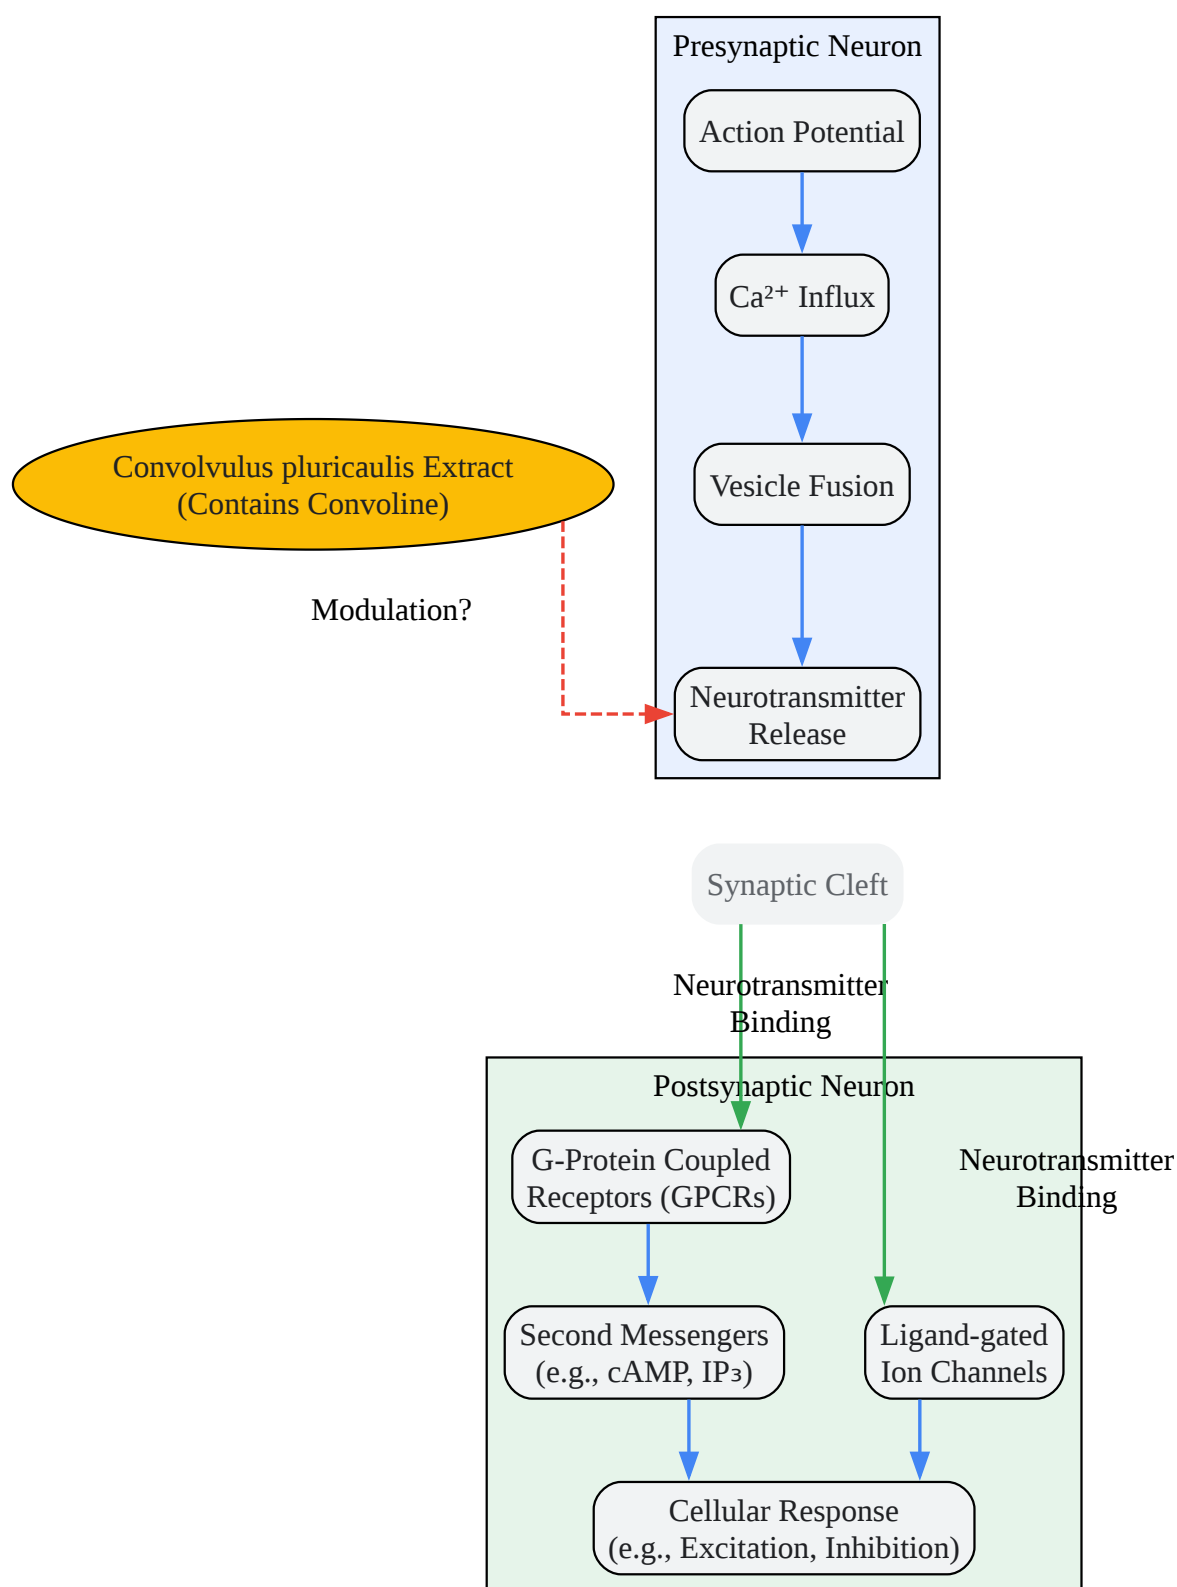 Presynaptic Neuron
Action Potential
Ca²⁺ Influx
Convolvulus pluricaulis Extract
(Contains Convoline)
Vesicle Fusion
Modulation?
Neurotransmitter
Release
Synaptic Cleft
Neurotransmitter
Binding
Postsynaptic Neuron
G-Protein Coupled
Receptors (GPCRs)
Neurotransmitter
Binding
Second Messengers
(e.g., cAMP, IP₃)
Ligand-gated
Ion Channels
Cellular Response
(e.g., Excitation, Inhibition)